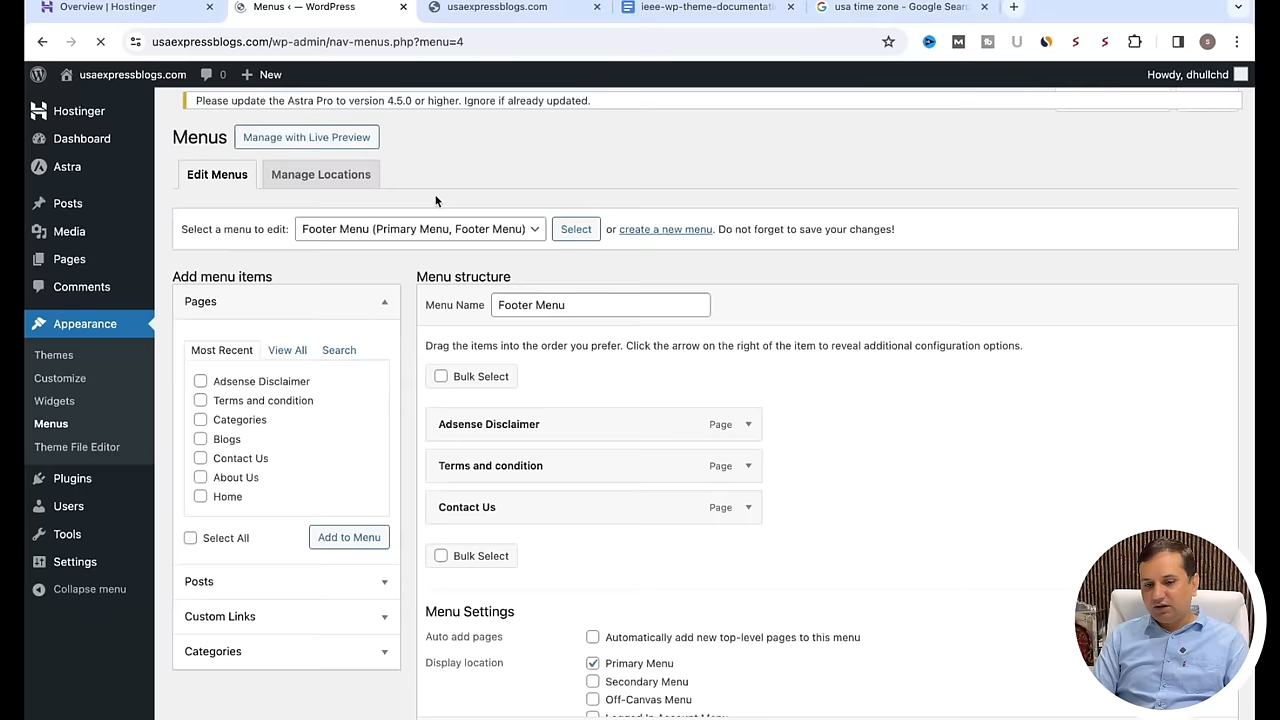 Overview | Hostinger
Menus ‹ — WordPress
usaexpressblogs.com
ieee-wp-theme-documentati
usa time zone - Google Sear
usaexpressblogs.com/wp-admin/nav-menus.php?menu=4
usaexpressblogs.com
0
New
Howdy, dhullchd
Hostinger
Dashboard
Astra
Posts
Media
Pages
Comments
Appearance
Themes
Customize
Widgets
Menus
Theme File Editor
Plugins
Users
Tools
Settings
Collapse menu
Please update the Astra Pro to version 4.5.0 or higher. Ignore if already updated.
Menus
Manage with Live Preview
Edit Menus
Manage Locations
Select a menu to edit: Footer Menu (Primary Menu, Footer Menu) Select or create a new menu. Do not forget to save your changes!
Add menu items
Pages
Most Recent View All Search
Adsense Disclaimer
Terms and condition
Categories
Blogs
Contact Us
About Us
Home
Select All
Add to Menu
Posts
Custom Links
Categories
Menu structure
Menu Name Footer Menu
Drag the items into the order you prefer. Click the arrow on the right of the item to reveal additional configuration options.
Bulk Select
Adsense Disclaimer Page
Terms and condition Page
Contact Us Page
Bulk Select
Menu Settings
Auto add pages Automatically add new top-level pages to this menu
Display location Primary Menu
Secondary Menu
Off-Canvas Menu
Logged In Account Menu